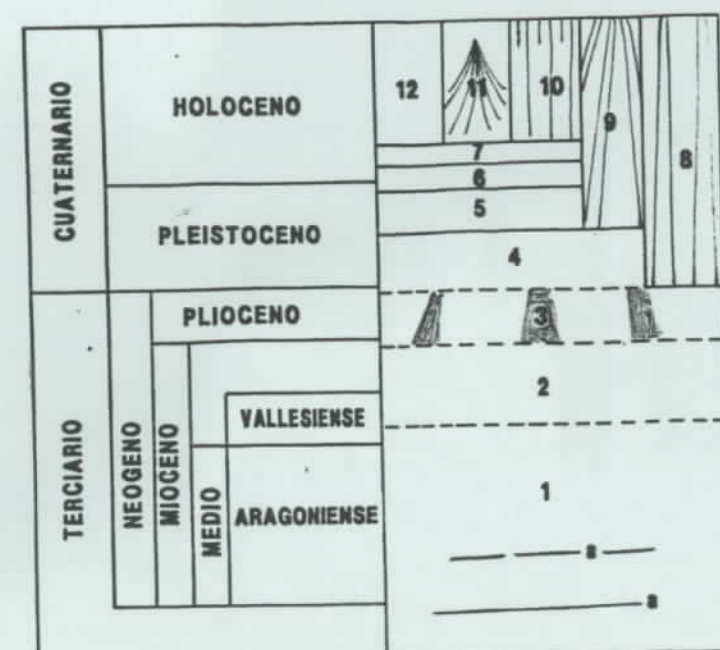 CUATERNARIO
HOLOCENO
12
11
10
9
8
7
6
5
PLEISTOCENO
4
TERCIARIO
NEOGENO
PLIOCENO
3
MIOCENO
2
VALLESIENSE
MEDIO
ARAGONIENSE
1
a
a